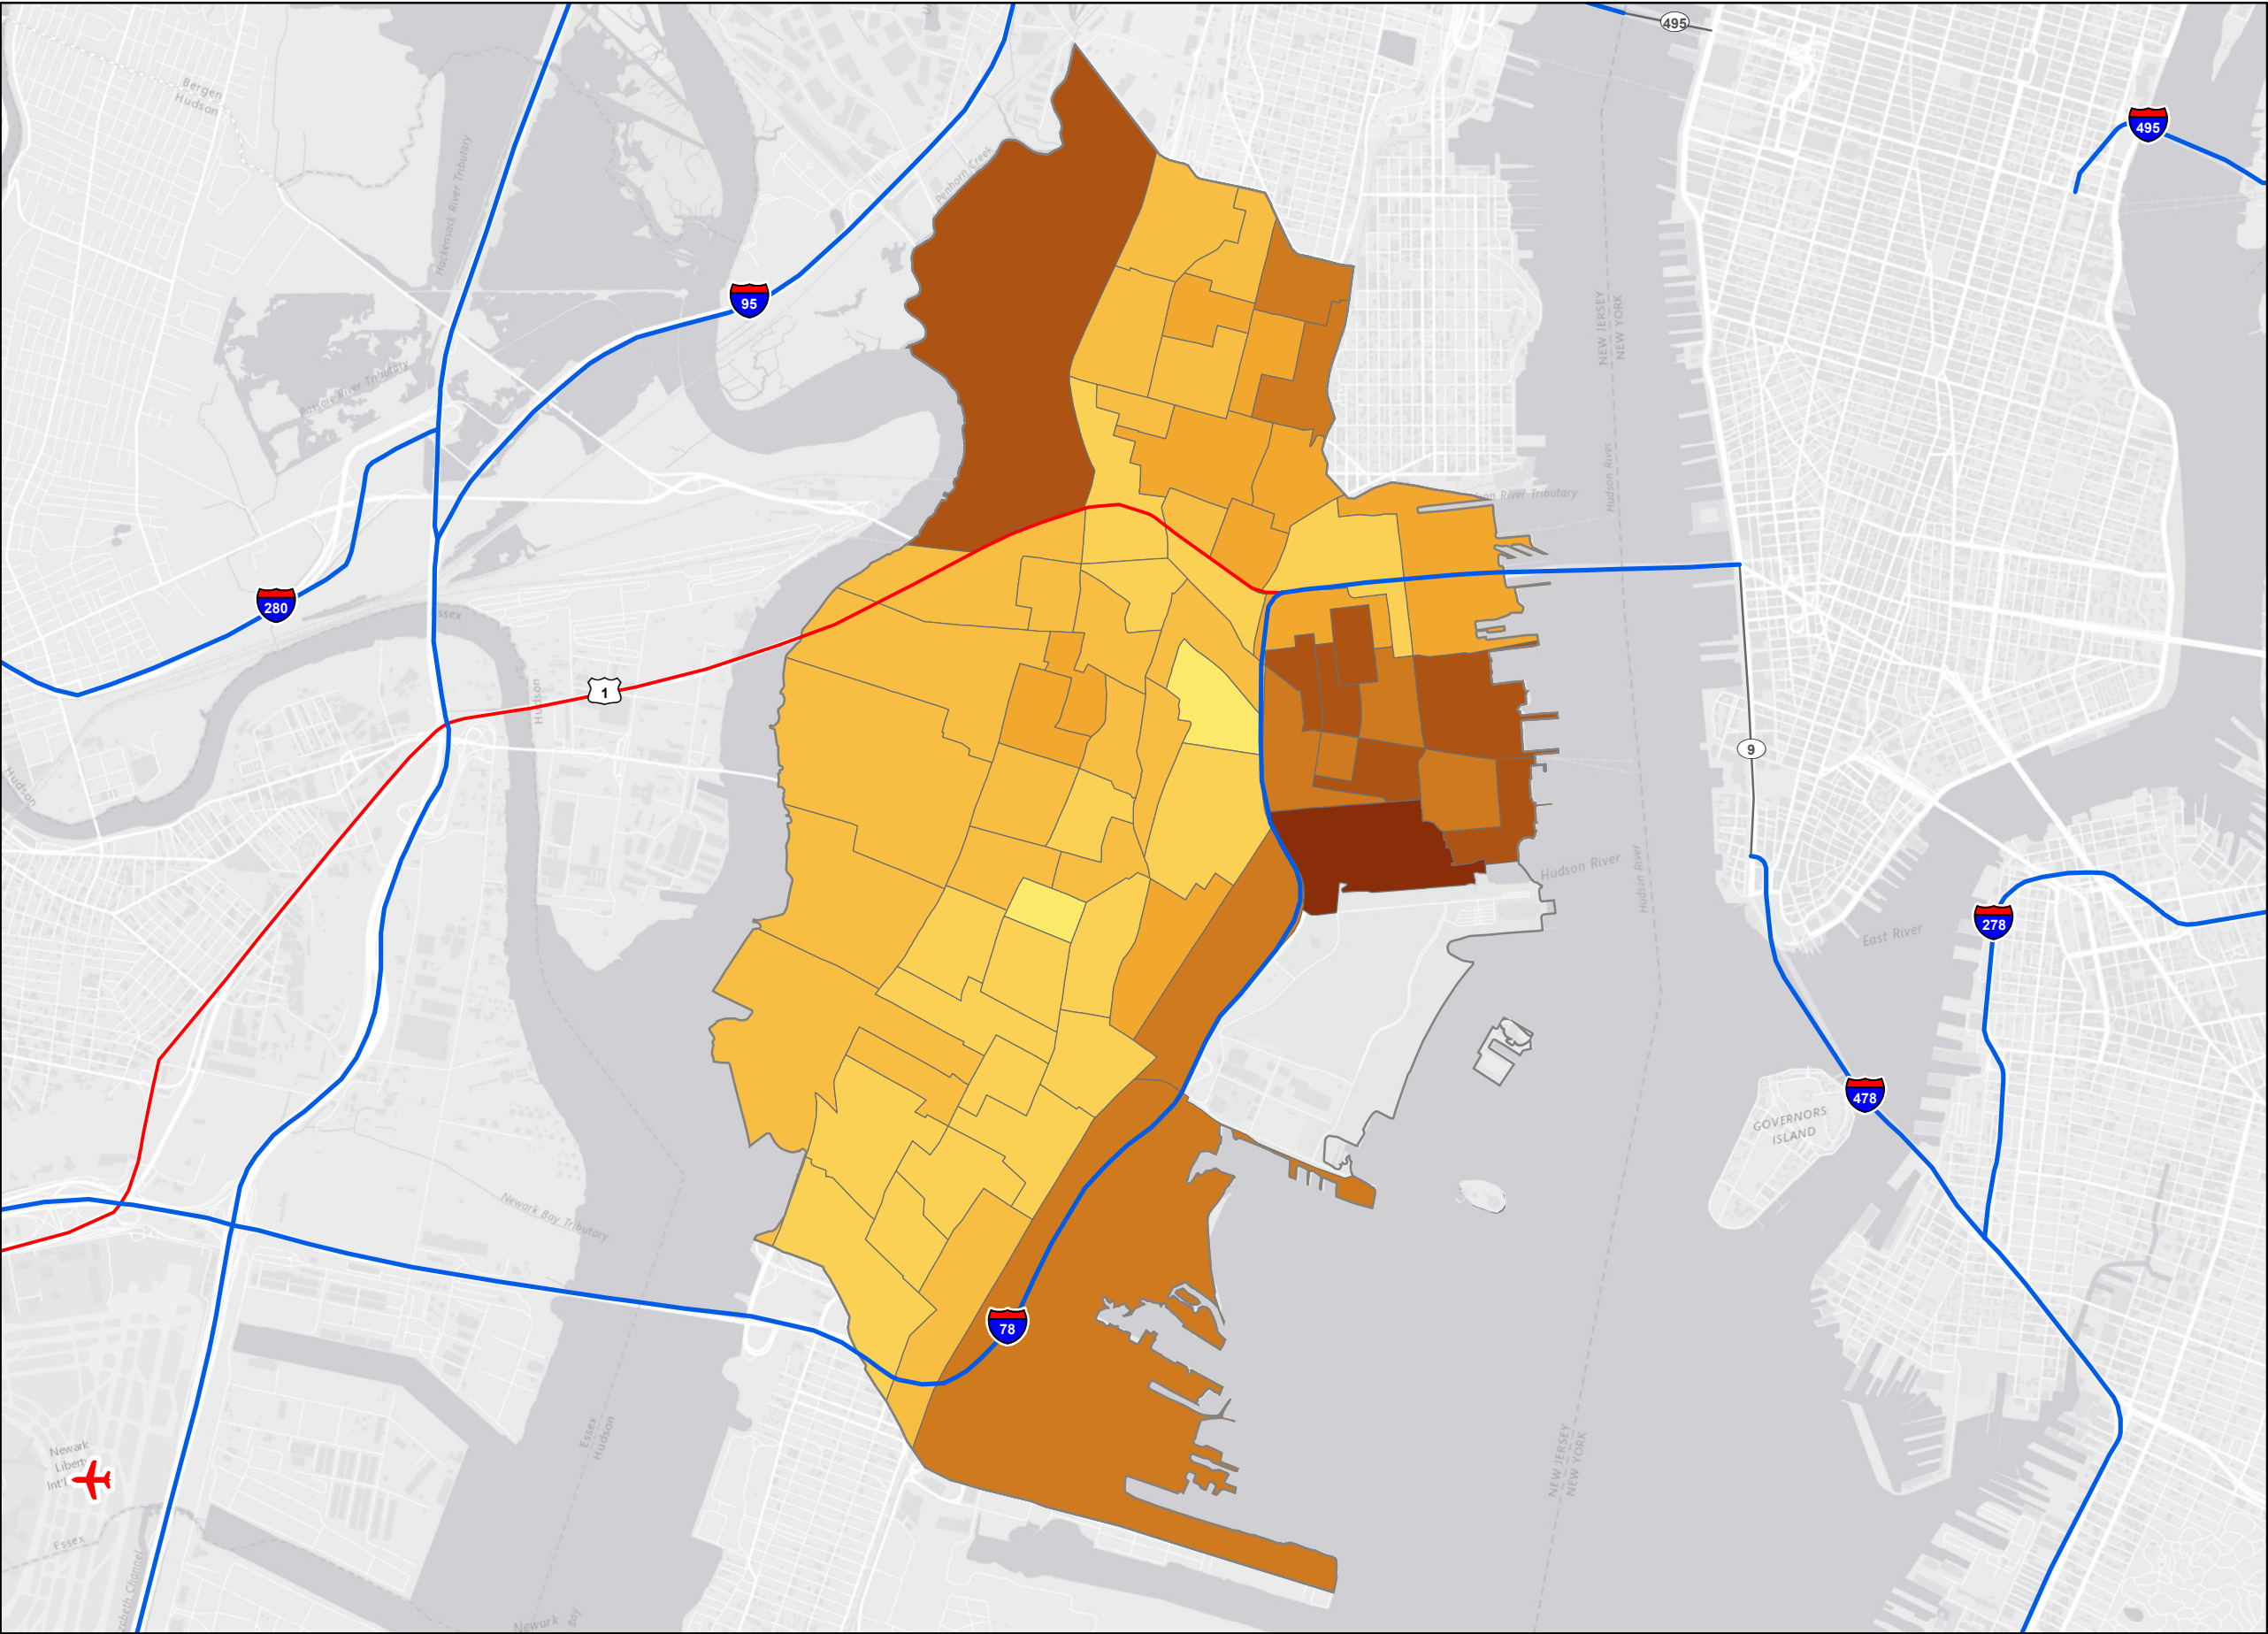 495
495
Bergen
Hudson
Hackensack River Tributary
Penhorn Creek
95
NEW JERSEY
NEW YORK
Passaic River Tributary
Hudson River
Hudson River Tributary
280
Essex
Hudson
1
9
Hudson
Hudson River
Hudson River
278
East River
478
GOVERNORS
ISLAND
Newark Bay Tributary
78
Essex
Hudson
NEW JERSEY
NEW YORK
Newark
Liberty
Int'l
Essex
Newark Bay